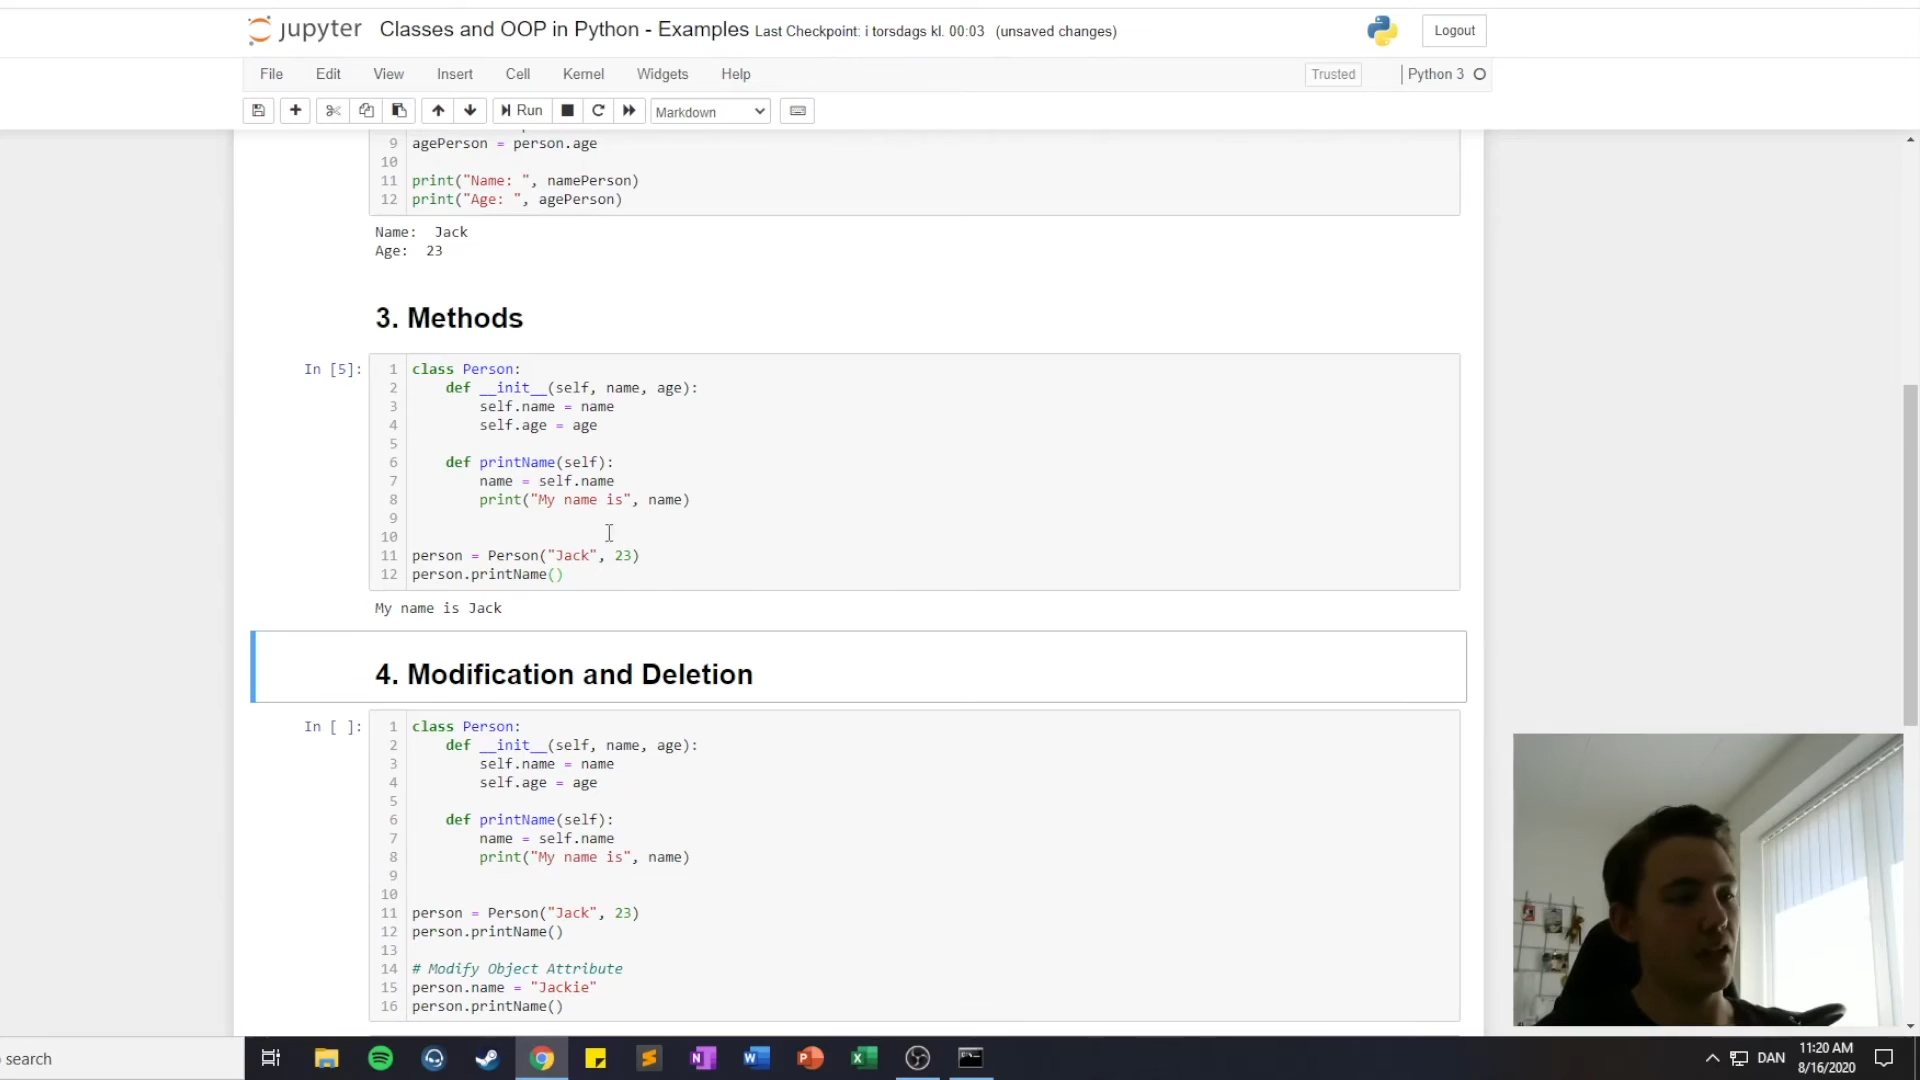 jupyter Classes and OOP in Python - Examples Last Checkpoint: i torsdags kl. 00:03 (unsaved changes) Logout
File Edit View Insert Cell Kernel Widgets Help Trusted Python 3
Run Markdown
9 agePerson = person.age
10
11 print("Name: ", namePerson)
12 print("Age: ", agePerson)
Name:  Jack
Age:  23
3. Methods
In [5]:
1 class Person:
2     def __init__(self, name, age):
3         self.name = name
4         self.age = age
5
6     def printName(self):
7         name = self.name
8         print("My name is", name)
9
10
11 person = Person("Jack", 23)
12 person.printName()
My name is Jack
4. Modification and Deletion
In [ ]:
1 class Person:
2     def __init__(self, name, age):
3         self.name = name
4         self.age = age
5
6     def printName(self):
7         name = self.name
8         print("My name is", name)
9
10
11 person = Person("Jack", 23)
12 person.printName()
13
14 # Modify Object Attribute
15 person.name = "Jackie"
16 person.printName()
search
DAN
11:20 AM
8/16/2020